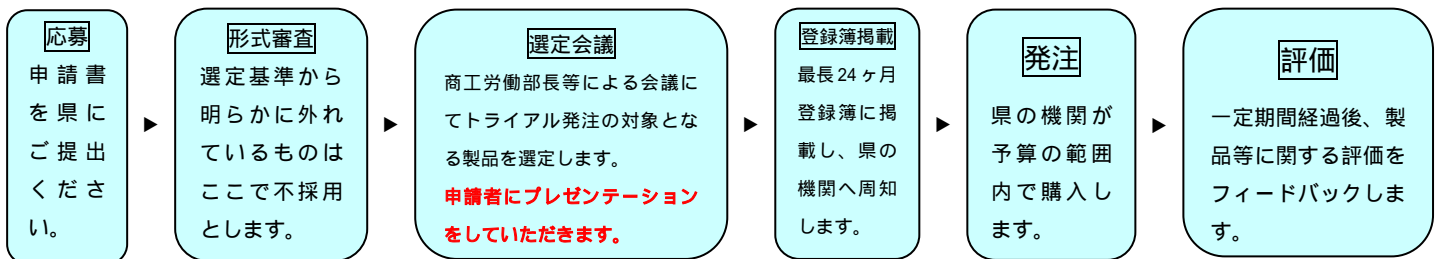 応募
申請書
を県に
ご提出
くださ
い。
▶
形式審査
選定基準から
明らかに外れ
ているものは
ここで不採用
とします。
▶
選定会議
商工労働部長等による会議に
てトライアル発注の対象とな
る製品を選定します。
申請者にプレゼンテーション
をしていただきます。
▶
登録簿掲載
最長24ヶ月
登録簿に掲
載し、県の
機関へ周知
します。
▶
発注
県の機関が
予算の範囲
内で購入し
ます。
▶
評価
一定期間経過後、製
品等に関する評価を
フィードバックしま
す。